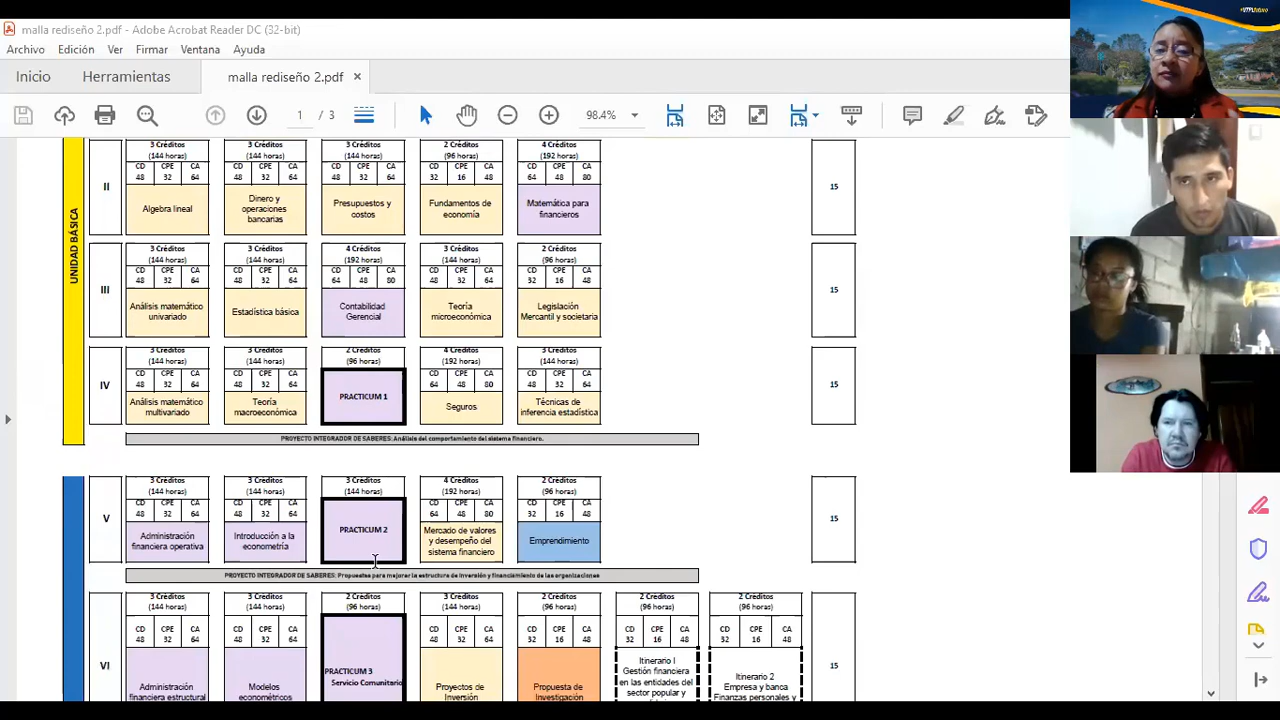 malla rediseño 2.pdf - Adobe Acrobat Reader DC (32-bit)
Archivo Edición Ver Firmar Ventana Ayuda
Inicio Herramientas malla rediseño 2.pdf ×
1 / 3 98.4%
UNIDAD BÁSICA
3 Créditos 3 Créditos 3 Créditos 2 Créditos 4 Créditos
(144 horas) (144 horas) (144 horas) (96 horas) (192 horas)
CD CPE CA CD CPE CA CD CPE CA CD CPE CA CD CPE CA
48 32 64 48 32 64 48 32 64 32 16 48 64 48 80
II 15
Algebra lineal
Dinero y
operaciones
bancarias
Presupuestos y
costos
Fundamentos de
economía
Matemática para
financieros
3 Créditos 3 Créditos 4 Créditos 3 Créditos 2 Créditos
(144 horas) (144 horas) (192 horas) (144 horas) (96 horas)
CD CPE CA CD CPE CA CD CPE CA CD CPE CA CD CPE CA
48 32 64 48 32 64 64 48 80 48 32 64 32 16 48
III 15
Análisis matemático
univariado
Estadística básica
Contabilidad
Gerencial
Teoría
microeconómica
Legislación
Mercantil y societaria
3 Créditos 3 Créditos 2 Créditos 4 Créditos 3 Créditos
(144 horas) (144 horas) (96 horas) (192 horas) (144 horas)
CD CPE CA CD CPE CA CD CPE CA CD CPE CA
48 32 64 48 32 64 64 48 80 48 32 64
IV 15
Análisis matemático
multivariado
Teoría
macroeconómica
PRACTICUM 1
Seguros
Técnicas de
inferencia estadística
PROYECTO INTEGRADOR DE SABERES: Análisis del comportamiento del sistema financiero.
3 Créditos 3 Créditos 3 Créditos 4 Créditos 2 Créditos
(144 horas) (144 horas) (144 horas) (192 horas) (96 horas)
CD CPE CA CD CPE CA CD CPE CA CD CPE CA
48 32 64 48 32 64 64 48 80 32 16 48
V 15
Administración
financiera operativa
Introducción a la
econometría
PRACTICUM 2
Mercado de valores
y desempeño del
sistema financiero
Emprendimiento
PROYECTO INTEGRADOR DE SABERES: Propuestas para mejorar la estructura de inversión y financiamiento de las organizaciones
3 Créditos 3 Créditos 2 Créditos 3 Créditos 2 Créditos 2 Créditos 2 Créditos
(144 horas) (144 horas) (96 horas) (144 horas) (96 horas) (96 horas) (96 horas)
CD CPE CA CD CPE CA CD CPE CA CD CPE CA CD CPE CA CD CPE CA
48 32 64 48 32 64 48 32 64 32 16 48 32 16 48 32 16 48
VI 15
Administración
financiera estructural
Modelos
econométricos
PRACTICUM 3
Servicio Comunitario
Proyectos de
Inversión
Propuesta de
Investigación
Itinerario I
Gestión financiera
en las entidades del
sector popular y
Itinerario 2
Empresa y banca
Finanzas personales y